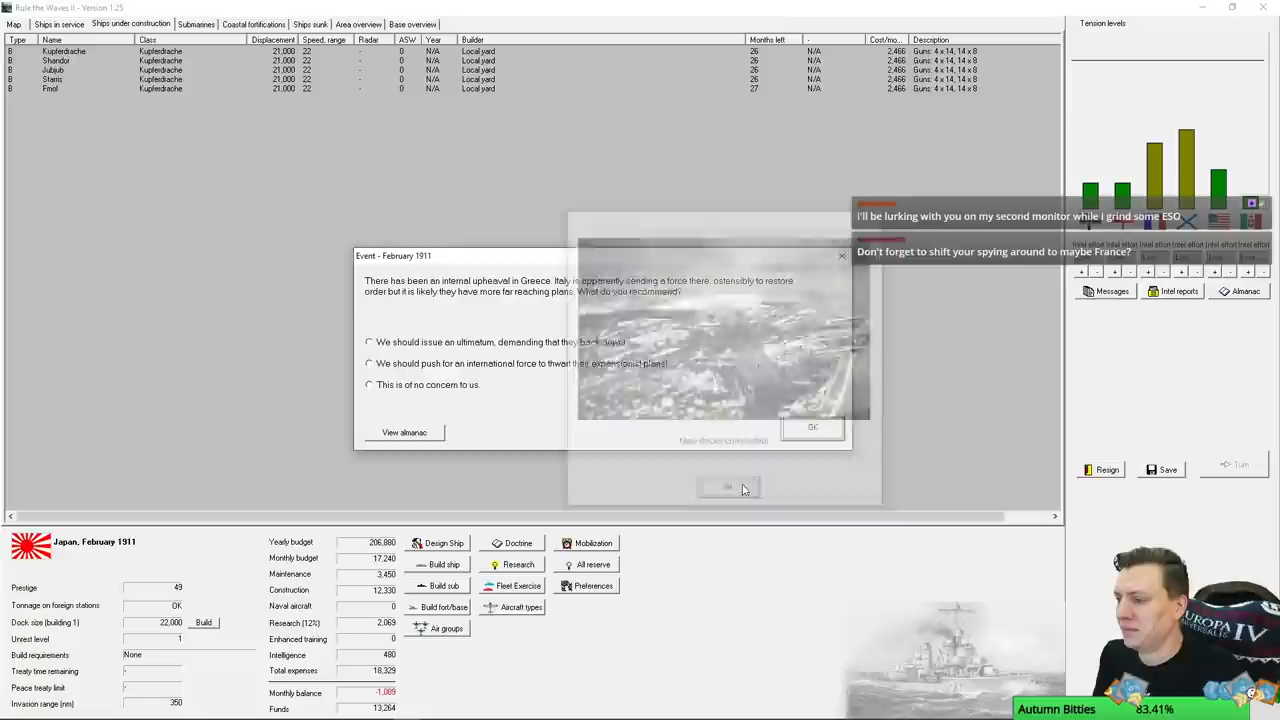 Rule the Waves II - Version 1.25
Map Ships in service Ships under construction Submarines Coastal fortifications Ships sunk Area overview Base overview
Type Name Class Displacement Speed, range Radar ASW Year Builder Months left - Cost/mo... Description
B Kupferdrache Kupferdrache 21,000 22 - 0 N/A Local yard 26 N/A 2,466 Guns: 4 x 14, 14 x 8
B Shandor Kupferdrache 21,000 22 - 0 N/A Local yard 26 N/A 2,466 Guns: 4 x 14, 14 x 8
B Jubjub Kupferdrache 21,000 22 - 0 N/A Local yard 26 N/A 2,466 Guns: 4 x 14, 14 x 8
B Starris Kupferdrache 21,000 22 - 0 N/A Local yard 26 N/A 2,466 Guns: 4 x 14, 14 x 8
B Fmol Kupferdrache 21,000 22 - 0 N/A Local yard 27 N/A 2,466 Guns: 4 x 14, 14 x 8
Tension levels
i'll be lurking with you on my second monitor while i grind some ESO
Don't forget to shift your spying around to maybe France?
Intel effort Intel effort Intel effort Intel effort Intel effort
+ - + - + - + - + -
Messages Intel reports Almanac
Event - February 1911
There has been an internal upheaval in Greece. Italy is apparently sending a force there, ostensibly to restore
order but it is likely they have more far reaching plans. What do you recommend?
We should issue an ultimatum, demanding that they back down!
We should push for an international force to thwart their expansionist plans!
This is of no concern to us.
View almanac
OK
Resign Save Turn
Japan, February 1911
Prestige 49
Tonnage on foreign stations OK
Dock size (building 1) 22,000 Build
Unrest level 1
Build requirements None
Treaty time remaining -
Peace treaty limit -
Invasion range (nm) 350
Yearly budget 206,880
Monthly budget 17,240
Maintenance 3,450
Construction 12,330
Naval aircraft 0
Research (12%) 2,069
Enhanced training 0
Intelligence 480
Total expenses 18,329
Monthly balance -1,089
Funds 13,264
Design Ship Doctrine Mobilization
Build ship Research All reserve
Build sub Fleet Exercise Preferences
Build fort/base Aircraft types
Air groups
EUROPA IV
UNIVERSALIS
Autumn Bitties 83.41%